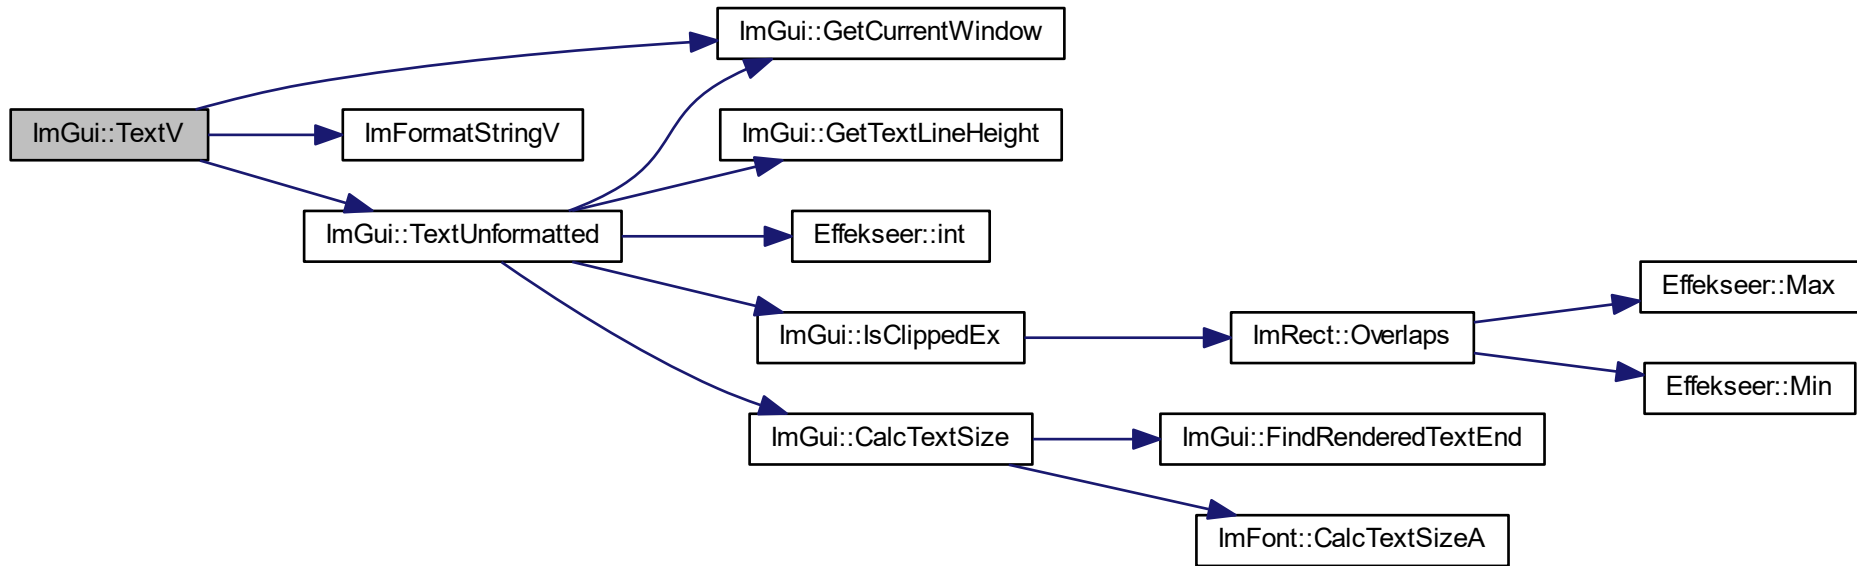 ImGui::GetCurrentWindow
ImGui::TextV
ImFormatStringV
ImGui::GetTextLineHeight
ImGui::TextUnformatted
Effekseer::int
ImGui::IsClippedEx
ImRect::Overlaps
Effekseer::Max
Effekseer::Min
ImGui::CalcTextSize
ImGui::FindRenderedTextEnd
ImFont::CalcTextSizeA